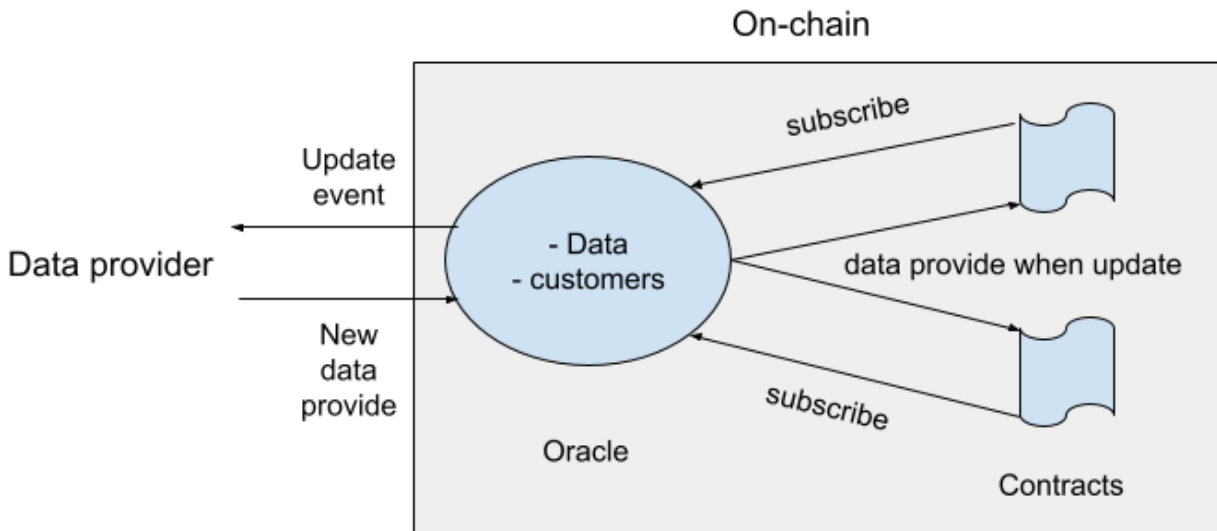 On-chain
subscribe
Update
event
- Data
- customers
Data provider
data provide when update
New
data
provide
subscribe
Oracle
Contracts